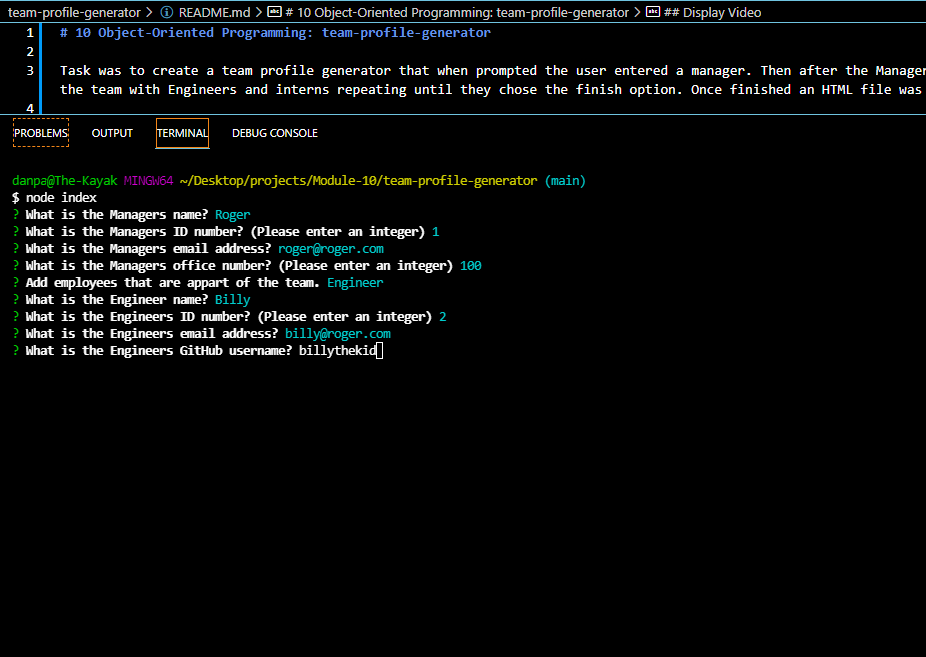 team-profile-generator > README.md > # 10 Object-Oriented Programming: team-profile-generator > ## Display Video
1 # 10 Object-Oriented Programming: team-profile-generator
2
3 Task was to create a team profile generator that when prompted the user entered a manager. Then after the Manager
the team with Engineers and interns repeating until they chose the finish option. Once finished an HTML file was
4
PROBLEMS OUTPUT TERMINAL DEBUG CONSOLE
danpa@The-Kayak MINGW64 ~/Desktop/projects/Module-10/team-profile-generator (main)
$ node index
? What is the Managers name? Roger
? What is the Managers ID number? (Please enter an integer) 1
? What is the Managers email address? roger@roger.com
? What is the Managers office number? (Please enter an integer) 100
? Add employees that are appart of the team. Engineer
? What is the Engineer name? Billy
? What is the Engineers ID number? (Please enter an integer) 2
? What is the Engineers email address? billy@roger.com
? What is the Engineers GitHub username? billythekid